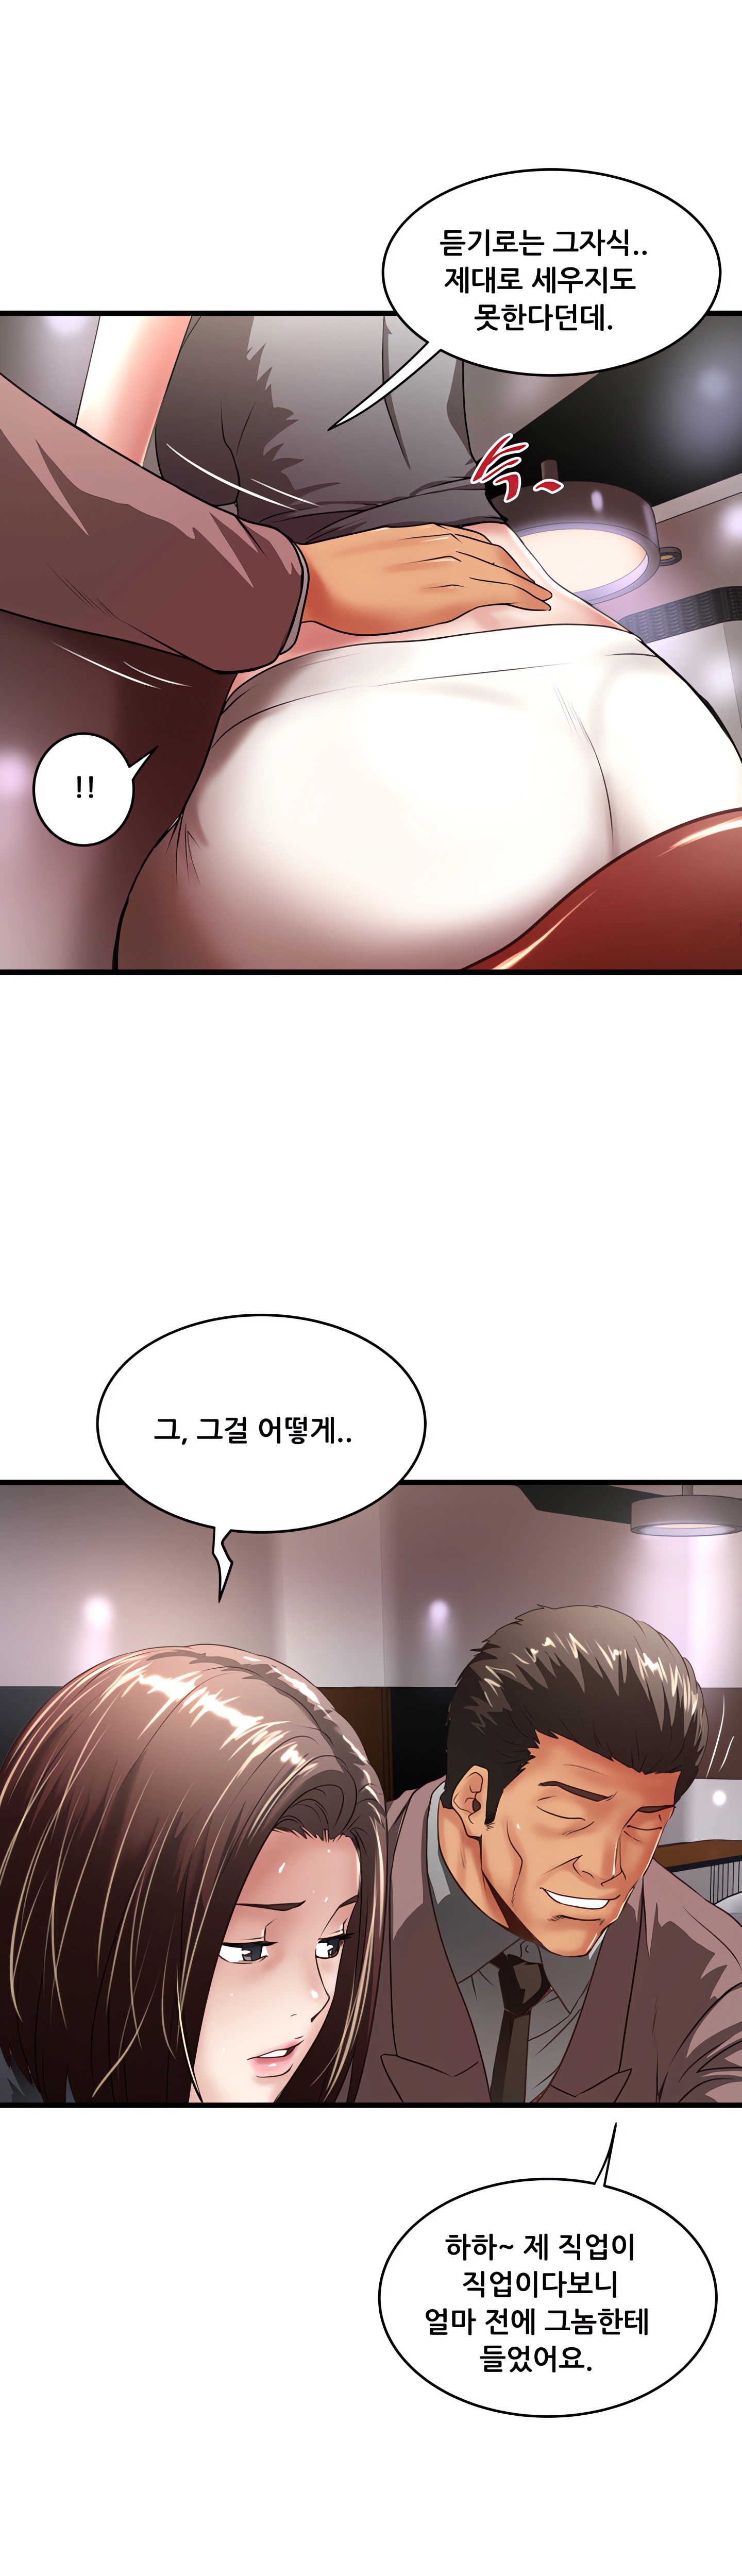 듣기로는 그자식..
제대로 세우지도
못한다던데.
슥~
!!
그, 그걸 어떻게..
하하~ 제 직업이
직업이다보니
얼마 전에 그놈한테
들었어요.